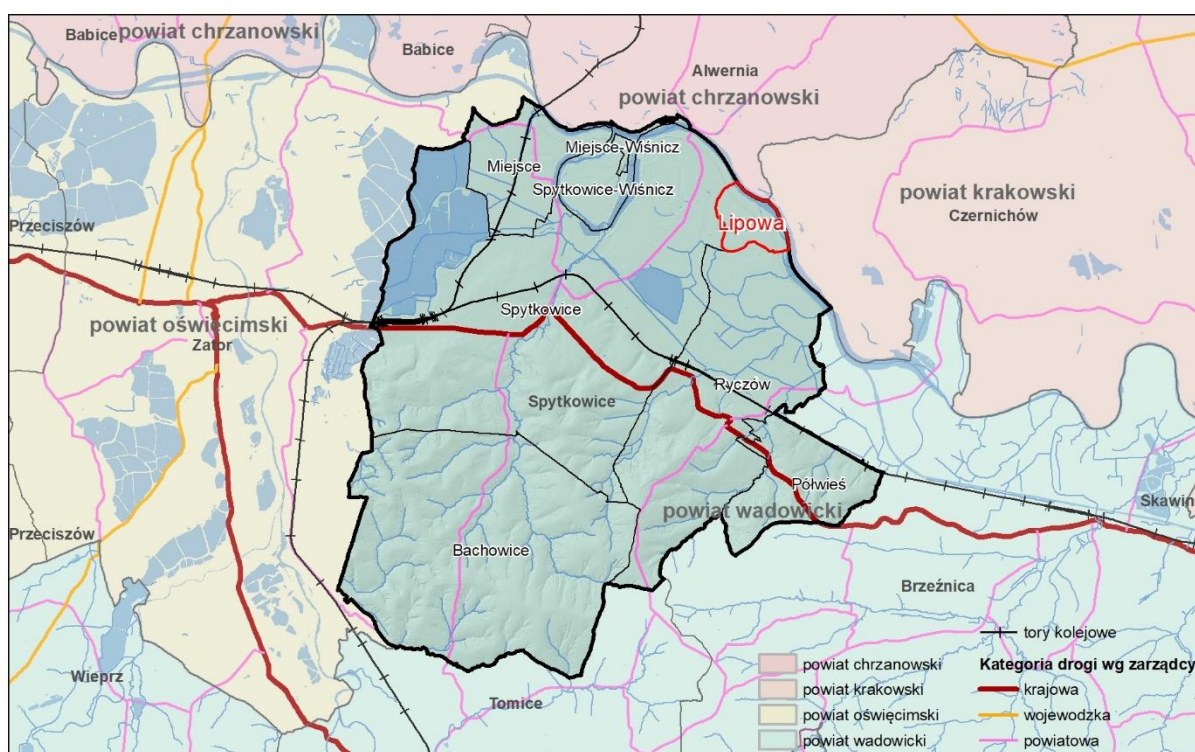 Babice
powiat chrzanowski
Babice
Alwernia
powiat chrzanowski
Miejsce-Wiśnicz
Miejsce
Spytkowice-Wiśnicz
powiat krakowski
Czernichów
Lipowa
Przeciszów
Spytkowice
powiat oświęcimski
Zator
Ryczów
Spytkowice
Półwieś
powiat wadowicki
Skawin
Przeciszów
Bachowice
Brzeźnica
Wieprz
Tomice
tory kolejowe
Kategoria drogi wg zarządcy
krajowa
wojewodzka
powiatowa
powiat chrzanowski
powiat krakowski
powiat oświęcimski
powiat wadowicki